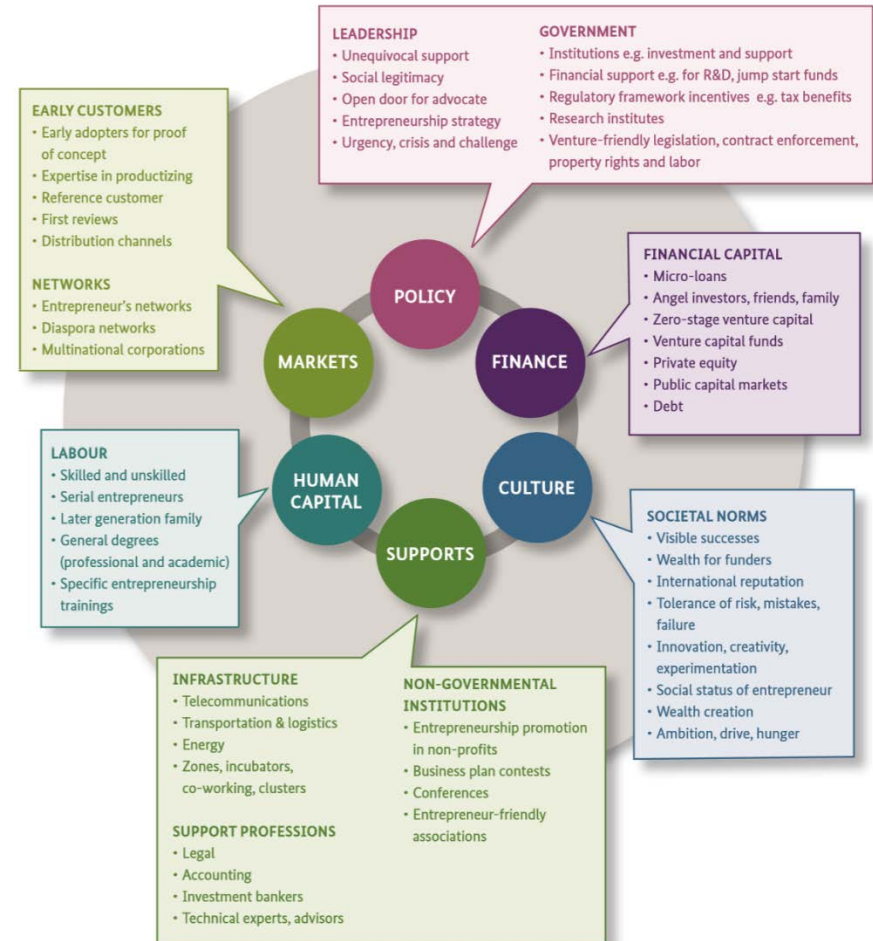 LEADERSHIP
• Unequivocal support
• Social legitimacy
• Open door for advocate
• Entrepreneurship strategy
• Urgency, crisis and challenge
GOVERNMENT
• Institutions e.g. investment and support
• Financial support e.g. for R&D, jump start funds
• Regulatory framework incentives e.g. tax benefits
• Research institutes
• Venture-friendly legislation, contract enforcement,
property rights and labor
EARLY CUSTOMERS
• Early adopters for proof
of concept
• Expertise in productizing
• Reference customer
• First reviews
• Distribution channels
NETWORKS
• Entrepreneur's networks
• Diaspora networks
• Multinational corporations
FINANCIAL CAPITAL
• Micro-loans
• Angel investors, friends, family
• Zero-stage venture capital
• Venture capital funds
• Private equity
• Public capital markets
• Debt
POLICY
MARKETS
FINANCE
HUMAN
CAPITAL
CULTURE
SUPPORTS
LABOUR
• Skilled and unskilled
• Serial entrepreneurs
• Later generation family
• General degrees
(professional and academic)
• Specific entrepreneurship
trainings
SOCIETAL NORMS
• Visible successes
• Wealth for funders
• International reputation
• Tolerance of risk, mistakes,
failure
• Innovation, creativity,
experimentation
• Social status of entrepreneur
• Wealth creation
• Ambition, drive, hunger
INFRASTRUCTURE
• Telecommunications
• Transportation & logistics
• Energy
• Zones, incubators,
co-working, clusters
SUPPORT PROFESSIONS
• Legal
• Accounting
• Investment bankers
• Technical experts, advisors
NON-GOVERNMENTAL
INSTITUTIONS
• Entrepreneurship promotion
in non-profits
• Business plan contests
• Conferences
• Entrepreneur-friendly
associations